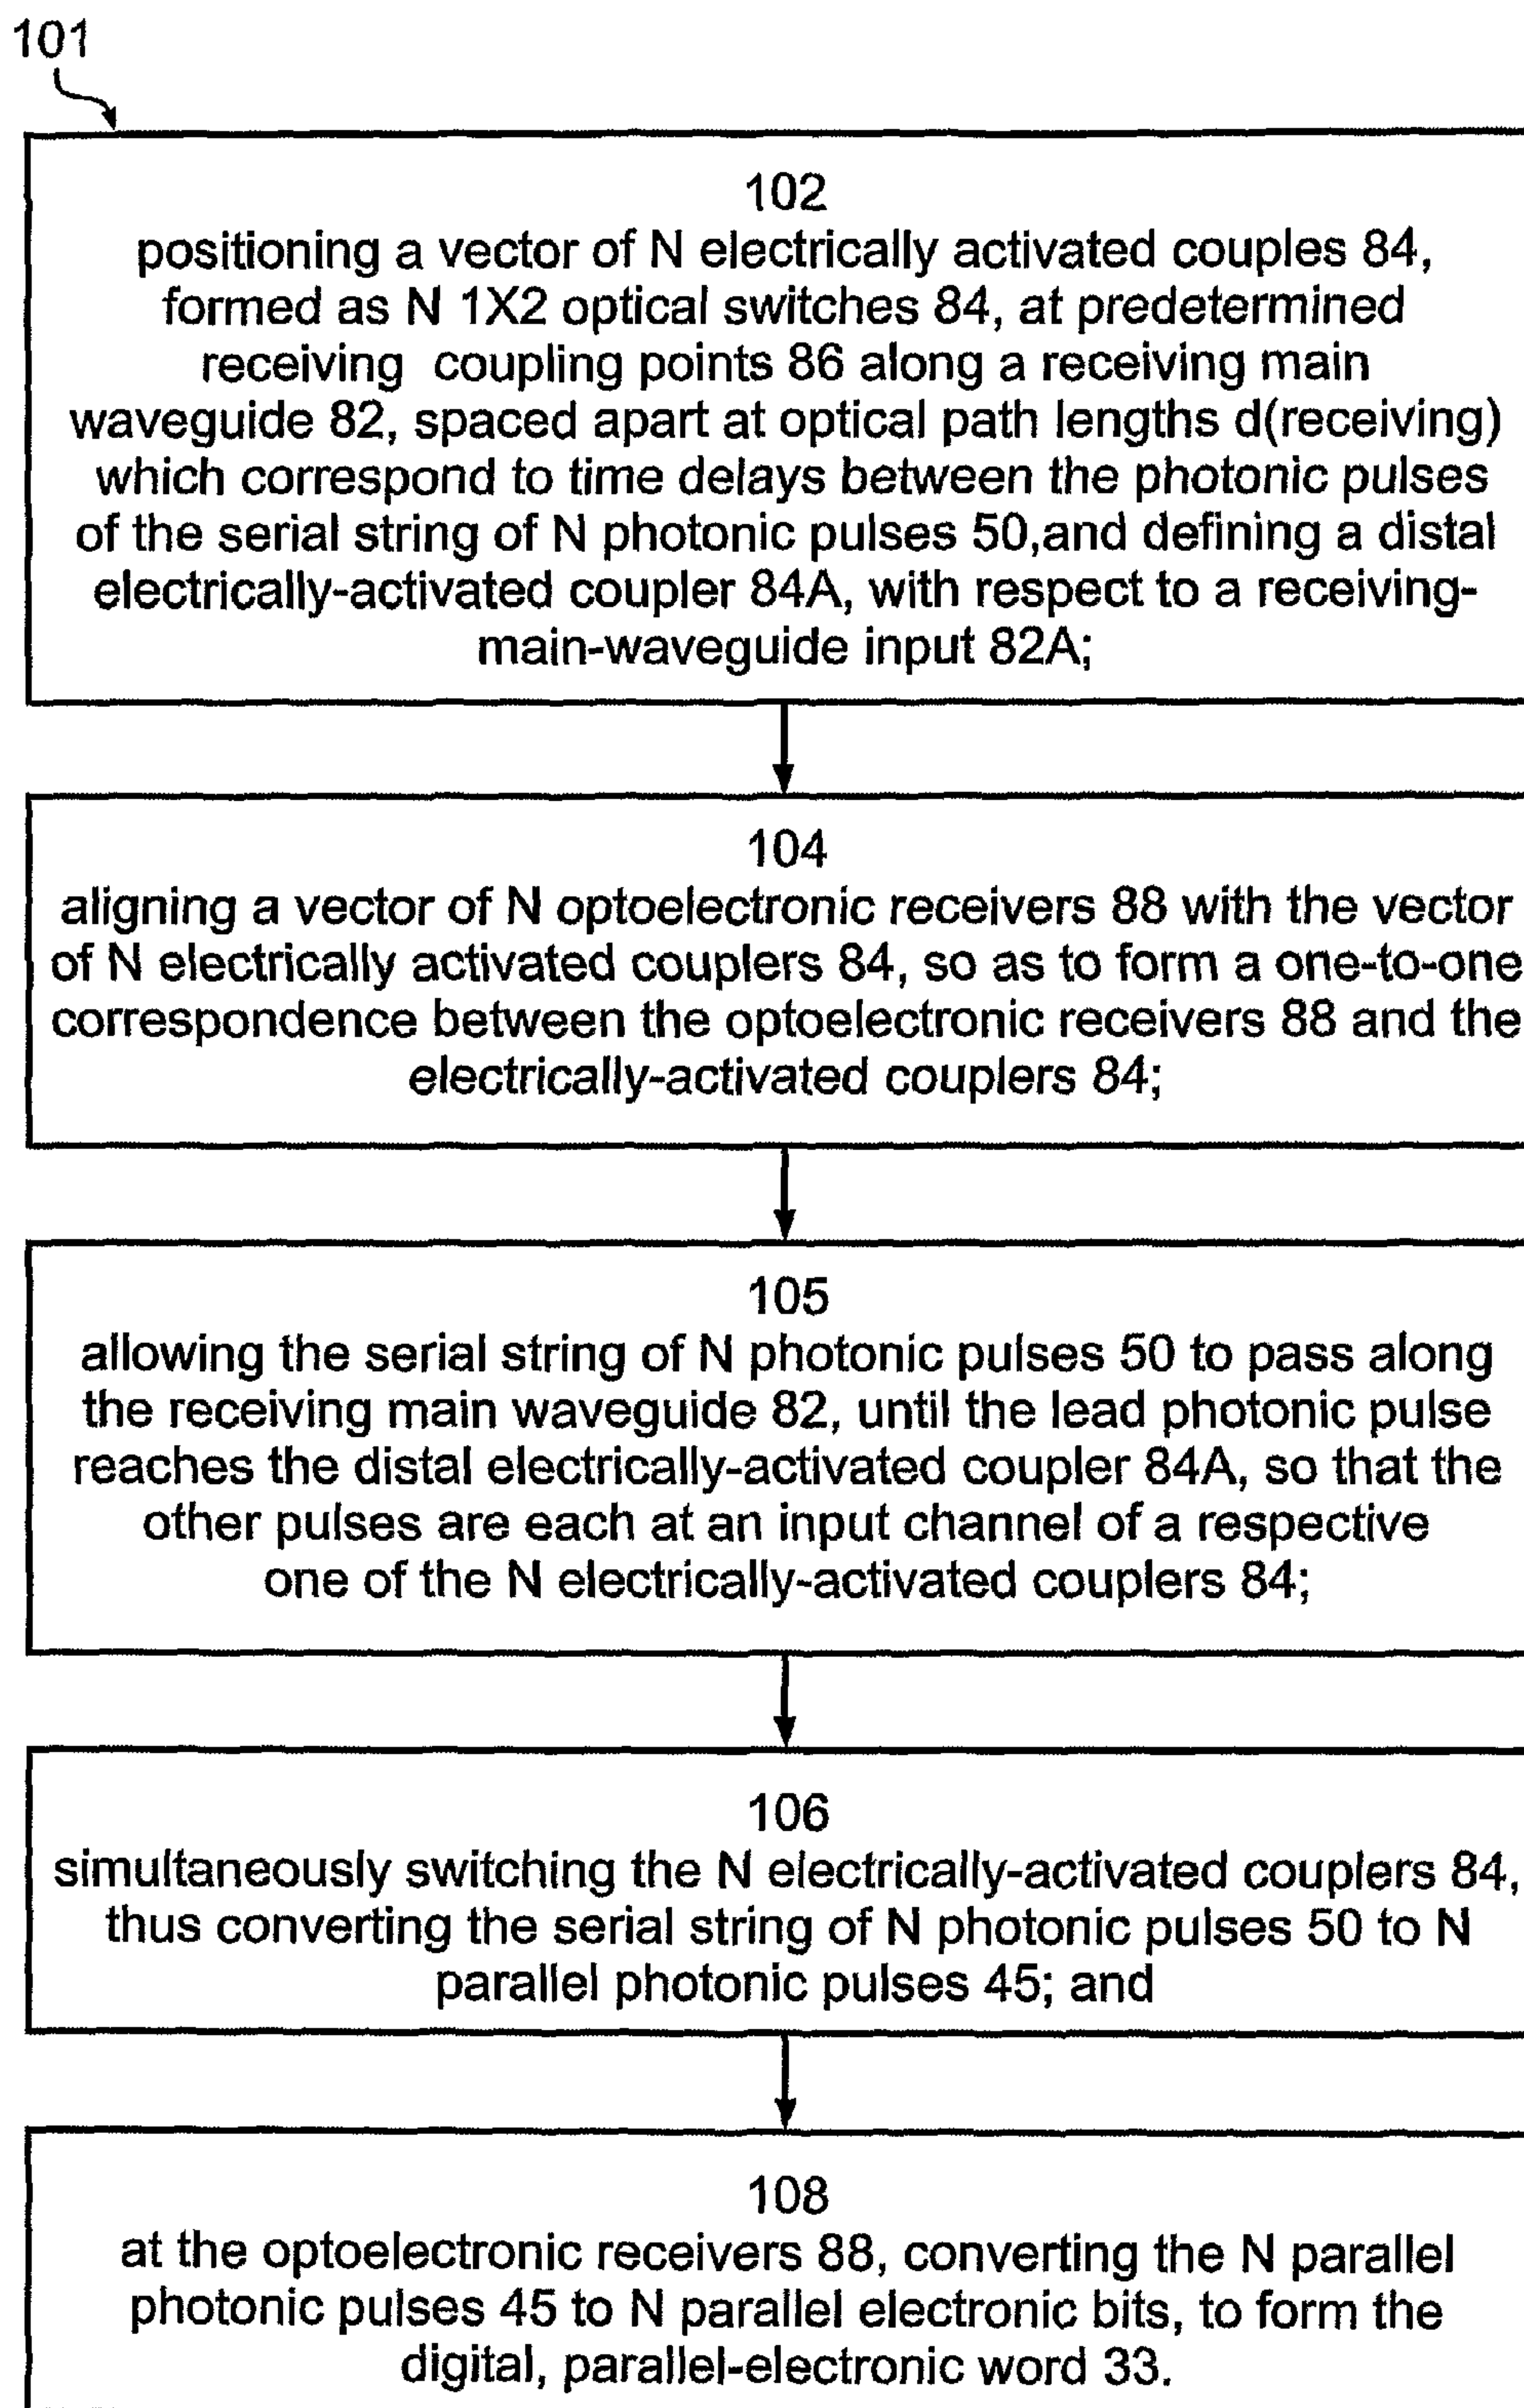 101
102
positioning a vector of N electrically activated couples 84,
formed as N 1X2 optical switches 84, at predetermined
receiving coupling points 86 along a receiving main
waveguide 82, spaced apart at optical path lengths d(receiving)
which correspond to time delays between the photonic pulses
of the serial string of N photonic pulses 50,and defining a distal
electrically-activated coupler 84A, with respect to a receiving-
main-waveguide input 82A;
104
aligning a vector of N optoelectronic receivers 88 with the vector
of N electrically activated couplers 84, so as to form a one-to-one
correspondence between the optoelectronic receivers 88 and the
electrically-activated couplers 84;
105
allowing the serial string of N photonic pulses 50 to pass along
the receiving main waveguide 82, until the lead photonic pulse
reaches the distal electrically-activated coupler 84A, so that the
other pulses are each at an input channel of a respective
one of the N electrically-activated couplers 84;
106
simultaneously switching the N electrically-activated couplers 84,
thus converting the serial string of N photonic pulses 50 to N
parallel photonic pulses 45; and
108
at the optoelectronic receivers 88, converting the N parallel
photonic pulses 45 to N parallel electronic bits, to form the
digital, parallel-electronic word 33.